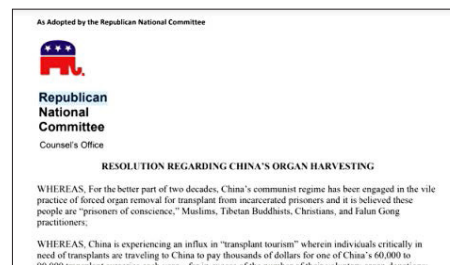 As Adopted by the Republican National Committee
Republican
National
Committee
Counsel's Office
RESOLUTION REGARDING CHINA'S ORGAN HARVESTING
WHEREAS, For the better part of two decades, China's communist regime has been engaged in the vile
practice of forced organ removal for transplant from incarcerated prisoners and it is believed these
people are "prisoners of conscience," Muslims, Tibetan Buddhists, Christians, and Falun Gong
practitioners;
WHEREAS, China is experiencing an influx in "transplant tourism" wherein individuals critically in
need of transplants are traveling to China to pay thousands of dollars for one of China's 60,000 to